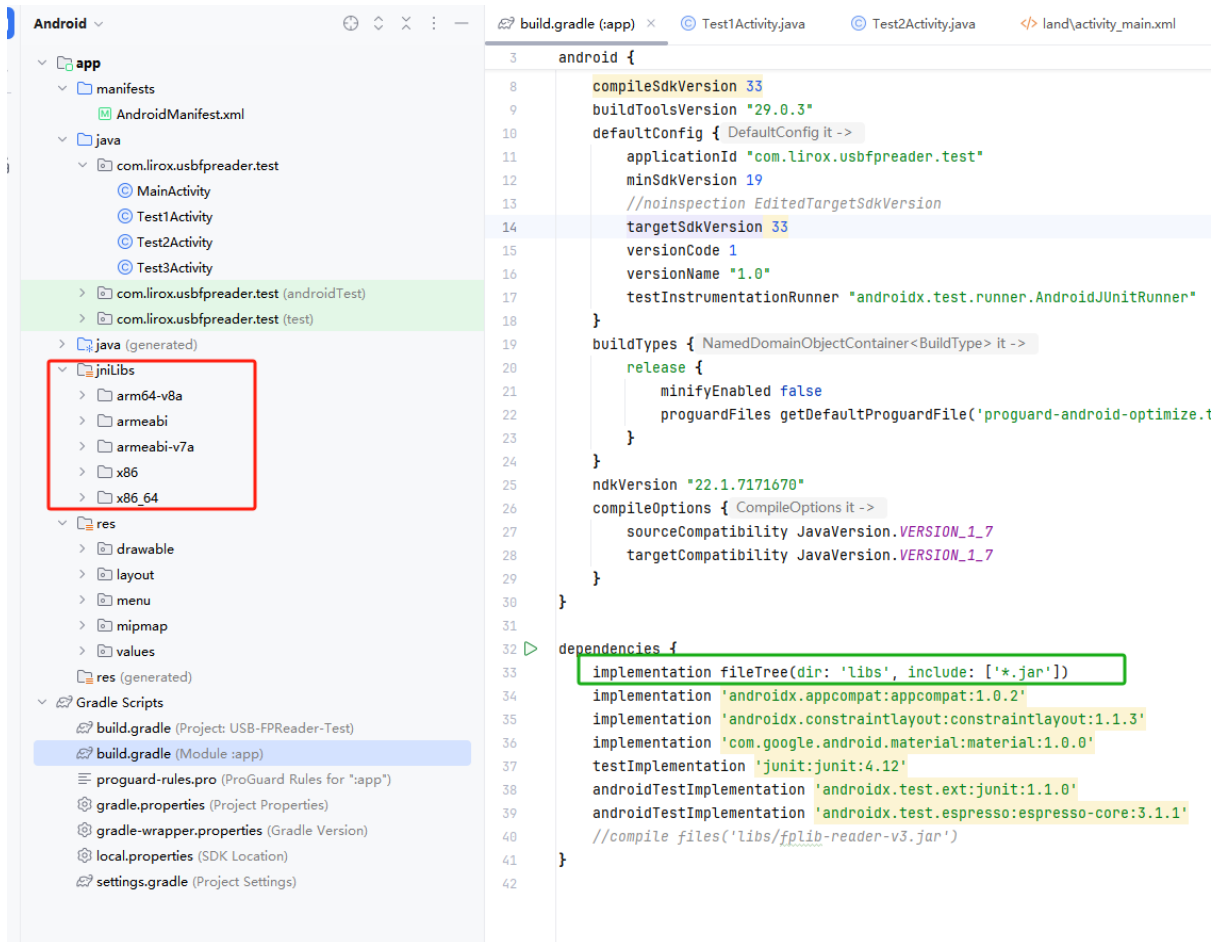 Android
app
manifests
AndroidManifest.xml
java
com.lirox.usbfpreader.test
MainActivity
Test1Activity
Test2Activity
Test3Activity
com.lirox.usbfpreader.test (androidTest)
com.lirox.usbfpreader.test (test)
java (generated)
jniLibs
arm64-v8a
armeabi
armeabi-v7a
x86
x86_64
res
drawable
layout
menu
mipmap
values
res (generated)
Gradle Scripts
build.gradle (Project: USB-FPReader-Test)
build.gradle (Module :app)
proguard-rules.pro (ProGuard Rules for ":app")
gradle.properties (Project Properties)
gradle-wrapper.properties (Gradle Version)
local.properties (SDK Location)
settings.gradle (Project Settings)
build.gradle (:app) Test1Activity.java Test2Activity.java land\activity_main.xml
3 android {
8 compileSdkVersion 33
9 buildToolsVersion "29.0.3"
10 defaultConfig { DefaultConfig it ->
11 applicationId "com.lirox.usbfpreader.test"
12 minSdkVersion 19
13 //noinspection EditedTargetSdkVersion
14 targetSdkVersion 33
15 versionCode 1
16 versionName "1.0"
17 testInstrumentationRunner "androidx.test.runner.AndroidJUnitRunner"
18 }
19 buildTypes { NamedDomainObjectContainer<BuildType> it ->
20 release {
21 minifyEnabled false
22 proguardFiles getDefaultProguardFile('proguard-android-optimize.t
23 }
24 }
25 ndkVersion "22.1.7171670"
26 compileOptions { CompileOptions it ->
27 sourceCompatibility JavaVersion.VERSION_1_7
28 targetCompatibility JavaVersion.VERSION_1_7
29 }
30 }
31
32 dependencies {
33 implementation fileTree(dir: 'libs', include: ['*.jar'])
34 implementation 'androidx.appcompat:appcompat:1.0.2'
35 implementation 'androidx.constraintlayout:constraintlayout:1.1.3'
36 implementation 'com.google.android.material:material:1.0.0'
37 testImplementation 'junit:junit:4.12'
38 androidTestImplementation 'androidx.test.ext:junit:1.1.0'
39 androidTestImplementation 'androidx.test.espresso:espresso-core:3.1.1'
40 //compile files('libs/fplib-reader-v3.jar')
41 }
42